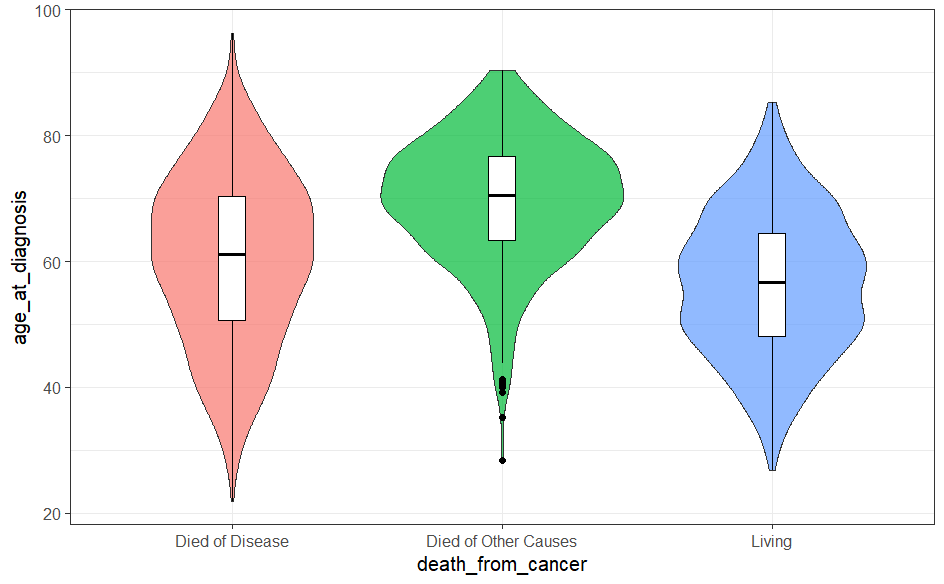 100
80
60
40
20
age_at_diagnosis
Died of Disease
Died of Other Causes
Living
death_from_cancer